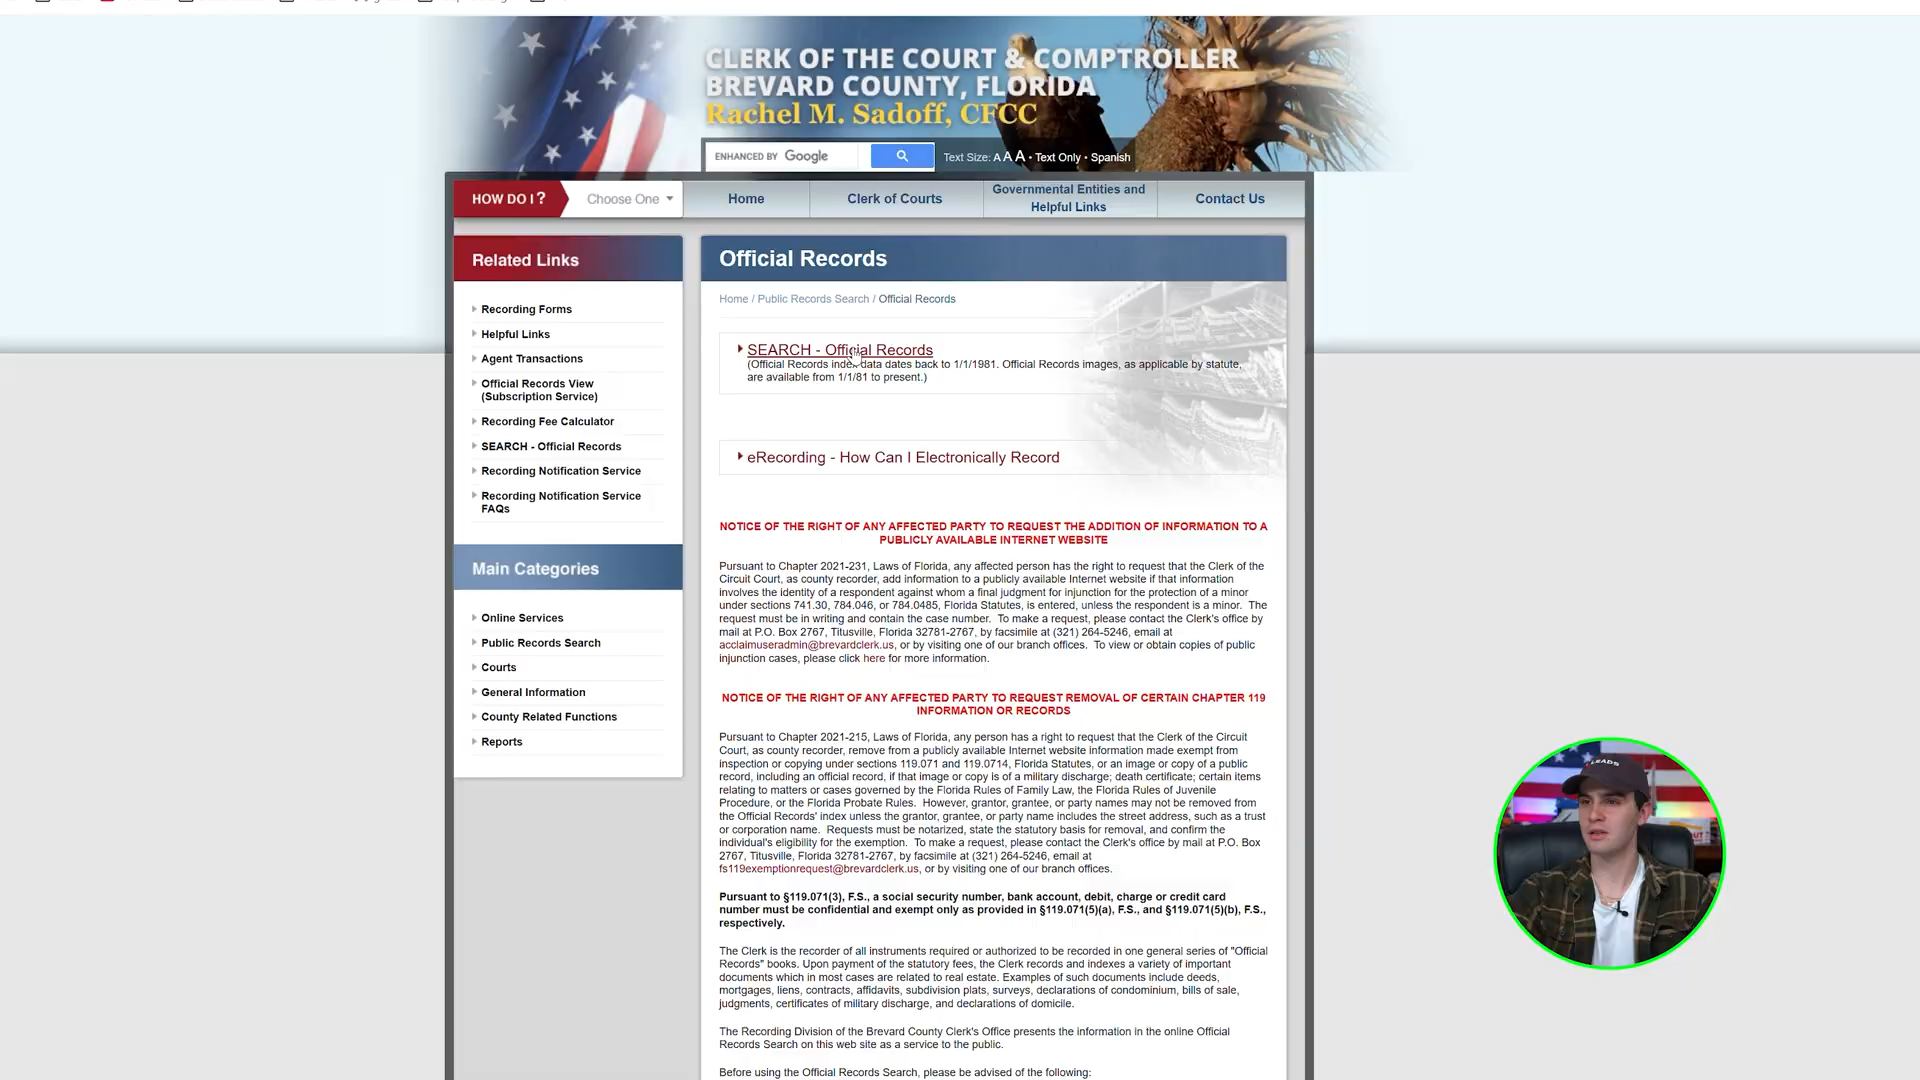 CLERK OF THE COURT & COMPTROLLER
BREVARD COUNTY, FLORIDA
Rachel M. Sadoff, CFCC
ENHANCED BY Google
Text Size: A A A • Text Only • Spanish
HOW DO I ?
Choose One
Home
Clerk of Courts
Governmental Entities and
Helpful Links
Contact Us
Related Links
Recording Forms
Helpful Links
Agent Transactions
Official Records View
(Subscription Service)
Recording Fee Calculator
SEARCH - Official Records
Recording Notification Service
Recording Notification Service
FAQs
Main Categories
Online Services
Public Records Search
Courts
General Information
County Related Functions
Reports
Official Records
Home / Public Records Search / Official Records
SEARCH - Official Records
(Official Records index data dates back to 1/1/1981. Official Records images, as applicable by statute,
are available from 1/1/81 to present.)
eRecording - How Can I Electronically Record
NOTICE OF THE RIGHT OF ANY AFFECTED PARTY TO REQUEST THE ADDITION OF INFORMATION TO A
PUBLICLY AVAILABLE INTERNET WEBSITE
Pursuant to Chapter 2021-231, Laws of Florida, any affected person has the right to request that the Clerk of the
Circuit Court, as county recorder, add information to a publicly available Internet website if that information
involves the identity of a respondent against whom a final judgment for injunction for the protection of a minor
under sections 741.30, 784.046, or 784.0485, Florida Statutes, is entered, unless the respondent is a minor. The
request must be in writing and contain the case number. To make a request, please contact the Clerk's office by
mail at P.O. Box 2767, Titusville, Florida 32781-2767, by facsimile at (321) 264-5246, email at
acclaimuseradmin@brevardclerk.us, or by visiting one of our branch offices. To view or obtain copies of public
injunction cases, please click here for more information.
NOTICE OF THE RIGHT OF ANY AFFECTED PARTY TO REQUEST REMOVAL OF CERTAIN CHAPTER 119
INFORMATION OR RECORDS
Pursuant to Chapter 2021-215, Laws of Florida, any person has a right to request that the Clerk of the Circuit
Court, as county recorder, remove from a publicly available Internet website information made exempt from
inspection or copying under sections 119.071 and 119.0714, Florida Statutes, or an image or copy of a public
record, including an official record, if that image or copy is of a military discharge; death certificate; certain items
relating to matters or cases governed by the Florida Rules of Family Law, the Florida Rules of Juvenile
Procedure, or the Florida Probate Rules. However, grantor, grantee, or party names may not be removed from
the Official Records' index unless the grantor, grantee, or party name includes the street address, such as a trust
or corporation name. Requests must be notarized, state the statutory basis for removal, and confirm the
individual's eligibility for the exemption. To make a request, please contact the Clerk's office by mail at P.O. Box
2767, Titusville, Florida 32781-2767, by facsimile at (321) 264-5246, email at
fs119exemptionrequest@brevardclerk.us, or by visiting one of our branch offices.
Pursuant to §119.071(3), F.S., a social security number, bank account, debit, charge or credit card
number must be confidential and exempt only as provided in §119.071(5)(a), F.S., and §119.071(5)(b), F.S.,
respectively.
The Clerk is the recorder of all instruments required or authorized to be recorded in one general series of "Official
Records" books. Upon payment of the statutory fees, the Clerk records and indexes a variety of important
documents which in most cases are related to real estate. Examples of such documents include deeds,
mortgages, liens, contracts, affidavits, subdivision plats, surveys, declarations of condominium, bills of sale,
judgments, certificates of military discharge, and declarations of domicile.
The Recording Division of the Brevard County Clerk's Office presents the information in the online Official
Records Search on this web site as a service to the public.
Before using the Official Records Search, please be advised of the following: